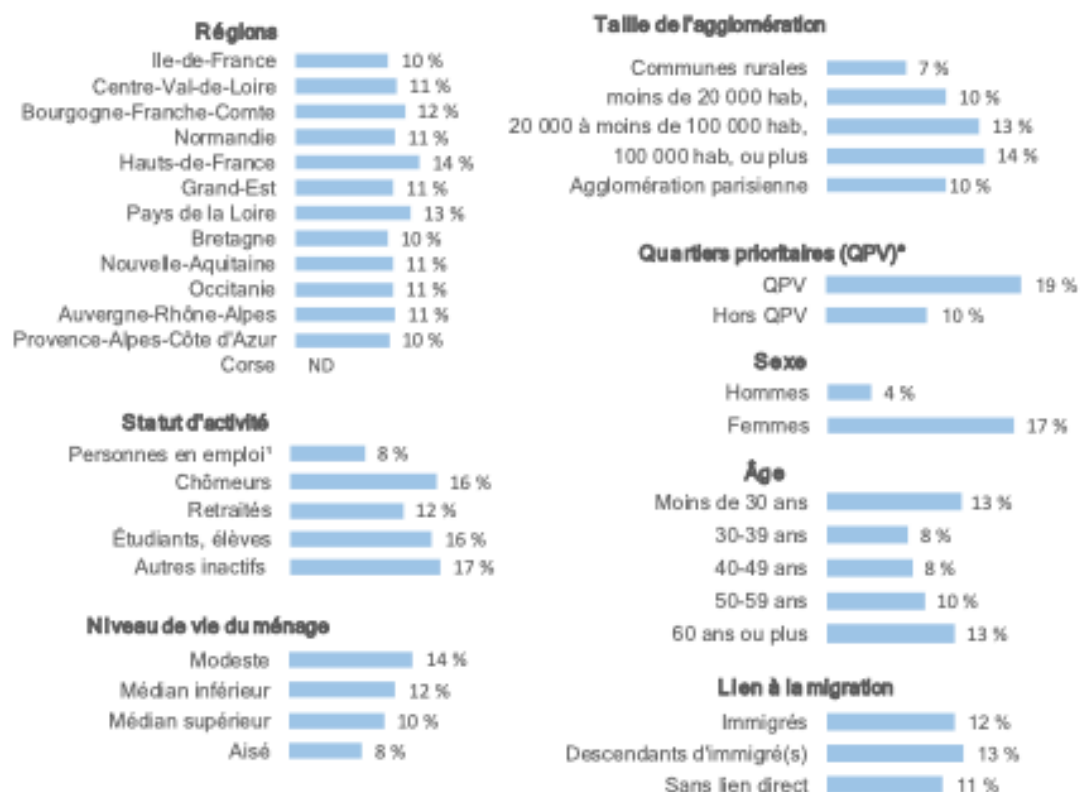 Régions
Ile-de-France 10 %
Centre-Val-de-Loire 11 %
Bourgogne-Franche-Comte 12 %
Normandie 11 %
Hauts-de-France 14 %
Grand-Est 11 %
Pays de la Loire 13 %
Bretagne 10 %
Nouvelle-Aquitaine 11 %
Occitanie 11 %
Auvergne-Rhône-Alpes 11 %
Provence-Alpes-Côte d'Azur 10 %
Corse ND
Statut d'activité
Personnes en emploi¹ 8 %
Chômeurs 16 %
Retraités 12 %
Étudiants, élèves 16 %
Autres inactifs 17 %
Niveau de vie du ménage
Modeste 14 %
Médian inférieur 12 %
Médian supérieur 10 %
Aisé 8 %
Taille de l'agglomération
Communes rurales 7 %
moins de 20 000 hab, 10 %
20 000 à moins de 100 000 hab, 13 %
100 000 hab, ou plus 14 %
Agglomération parisienne 10 %
Quartiers prioritaires (QPV)*
QPV 19 %
Hors QPV 10 %
Sexe
Hommes 4 %
Femmes 17 %
Âge
Moins de 30 ans 13 %
30-39 ans 8 %
40-49 ans 8 %
50-59 ans 10 %
60 ans ou plus 13 %
Lien à la migration
Immigrés 12 %
Descendants d'immigré(s) 13 %
Sans lien direct 11 %